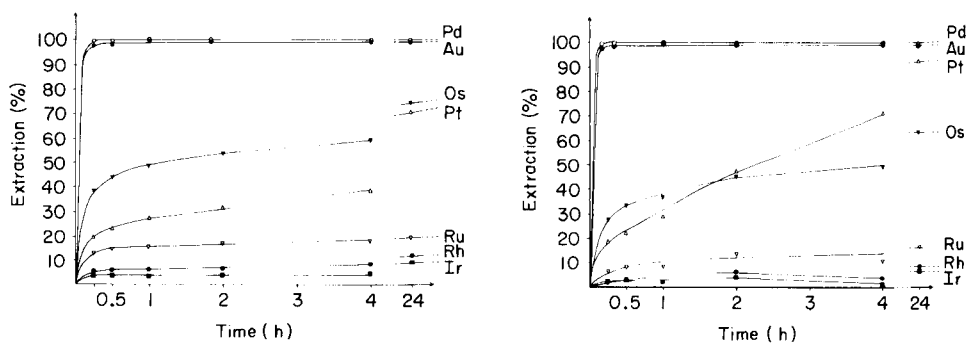 Extraction (%)
100
90
80
70
60
50
40
30
20
10
0.5
1
2
3
4
24
Time (h)
Pd
Au
Os
Pt
Ru
Rh
Ir
Extraction (%)
100
90
80
70
60
50
40
30
20
10
0.5
1
2
3
4
24
Time (h)
Pd
Au
Pt
Os
Ru
Rh
Ir